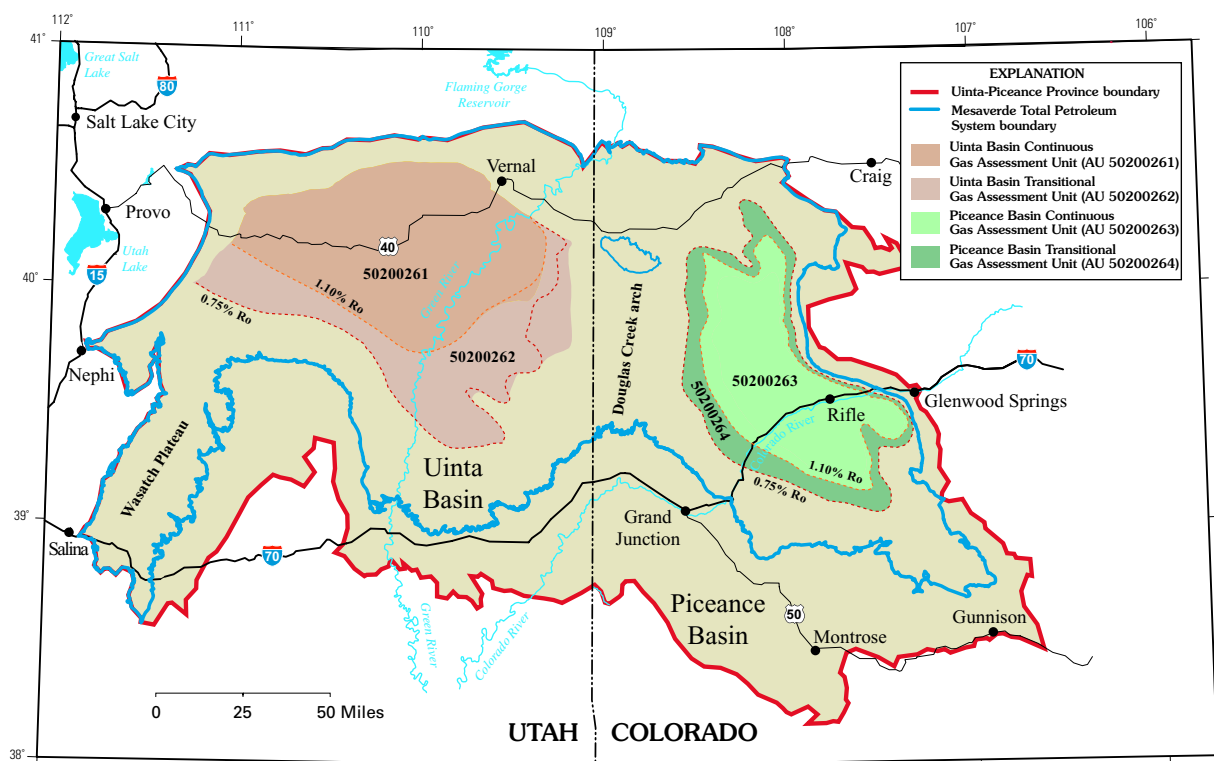 112°
111°
110°
109°
108°
107°
106°
41°
40°
39°
38°
Great Salt
Lake
80
Salt Lake City
Provo
Utah
Lake
15
Nephi
Salina
Wasatch Plateau
Flaming Gorge
Reservoir
Vernal
40
50200261
1.10% Ro
0.75% Ro
Green River
50200262
Uinta
Basin
70
Green River
Colorado River
Douglas Creek arch
Craig
50200263
50200264
Rifle
Colorado River
1.10% Ro
0.75% Ro
70
Glenwood Springs
Grand
Junction
Piceance
Basin
50
Montrose
Gunnison
0 25 50 Miles
UTAH COLORADO
EXPLANATION
Uinta-Piceance Province boundary
Mesaverde Total Petroleum
System boundary
Uinta Basin Continuous
Gas Assessment Unit (AU 50200261)
Uinta Basin Transitional
Gas Assessment Unit (AU 50200262)
Piceance Basin Continuous
Gas Assessment Unit (AU 50200263)
Piceance Basin Transitional
Gas Assessment Unit (AU 50200264)